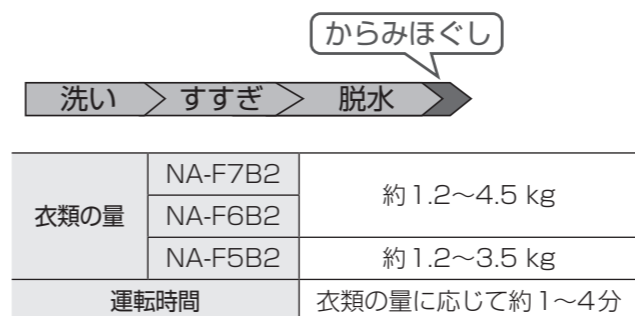 からみほぐし
洗い すすぎ 脱水
衣類の量 NA-F7B2 約1.2~4.5 kg
NA-F6B2
NA-F5B2 約1.2~3.5 kg
運転時間 衣類の量に応じて約1~4分